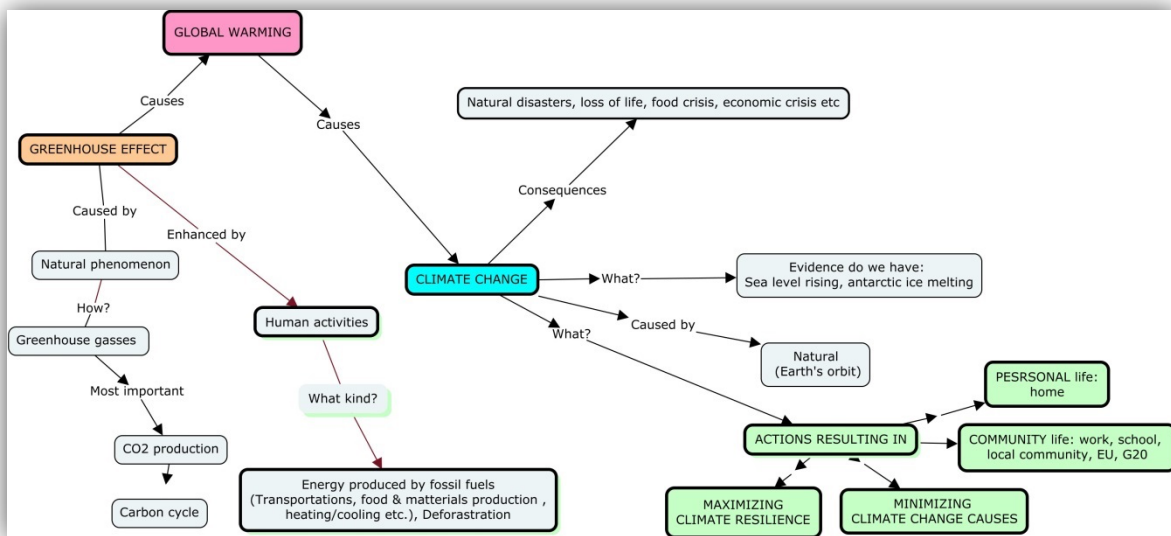 GLOBAL WARMING
Causes
Causes
Natural disasters, loss of life, food crisis, economic crisis etc
GREENHOUSE EFFECT
Consequences
Caused by
Enhanced by
Natural phenomenon
CLIMATE CHANGE
What?
Evidence do we have:
Sea level rising, antarctic ice melting
How?
Human activities
Caused by
What?
Greenhouse gasses
Natural
(Earth's orbit)
Most important
What kind?
PESRSONAL life:
home
ACTIONS RESULTING IN
COMMUNITY life: work, school,
local community, EU, G20
CO2 production
Energy produced by fossil fuels
(Transportations, food & matterials production ,
heating/cooling etc.), Deforastration
MAXIMIZING
CLIMATE RESILIENCE
MINIMIZING
CLIMATE CHANGE CAUSES
Carbon cycle